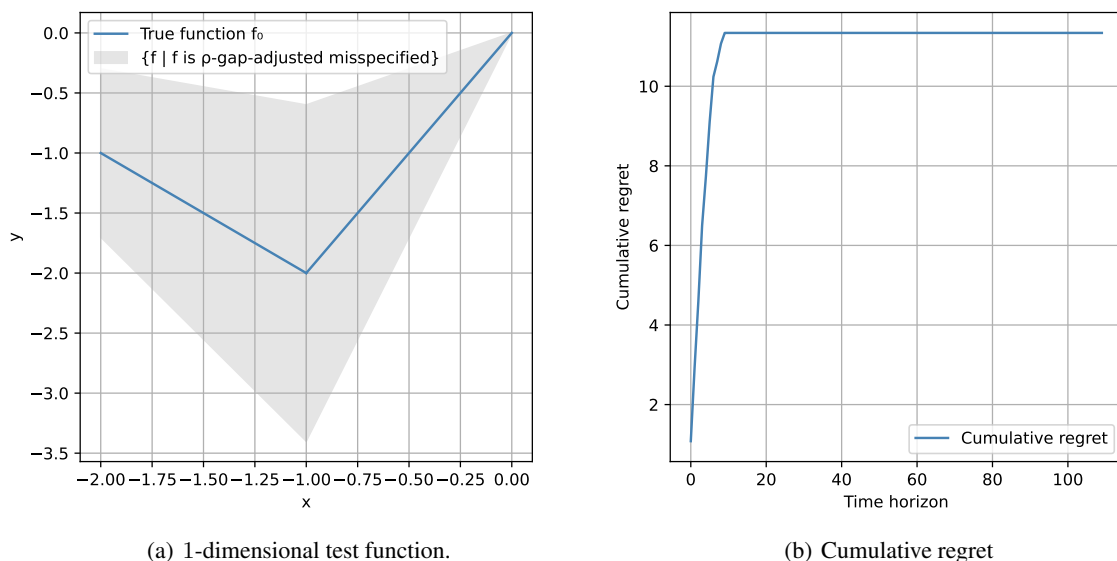 True function f₀
{f | f is ρ-gap-adjusted misspecified}
0.0
−0.5
−1.0
−1.5
−2.0
−2.5
−3.0
−3.5
y
−2.00 −1.75 −1.50 −1.25 −1.00 −0.75 −0.50 −0.25 0.00
x
(a) 1-dimensional test function.
10
8
6
4
2
Cumulative regret
Cumulative regret
0 20 40 60 80 100
Time horizon
(b) Cumulative regret